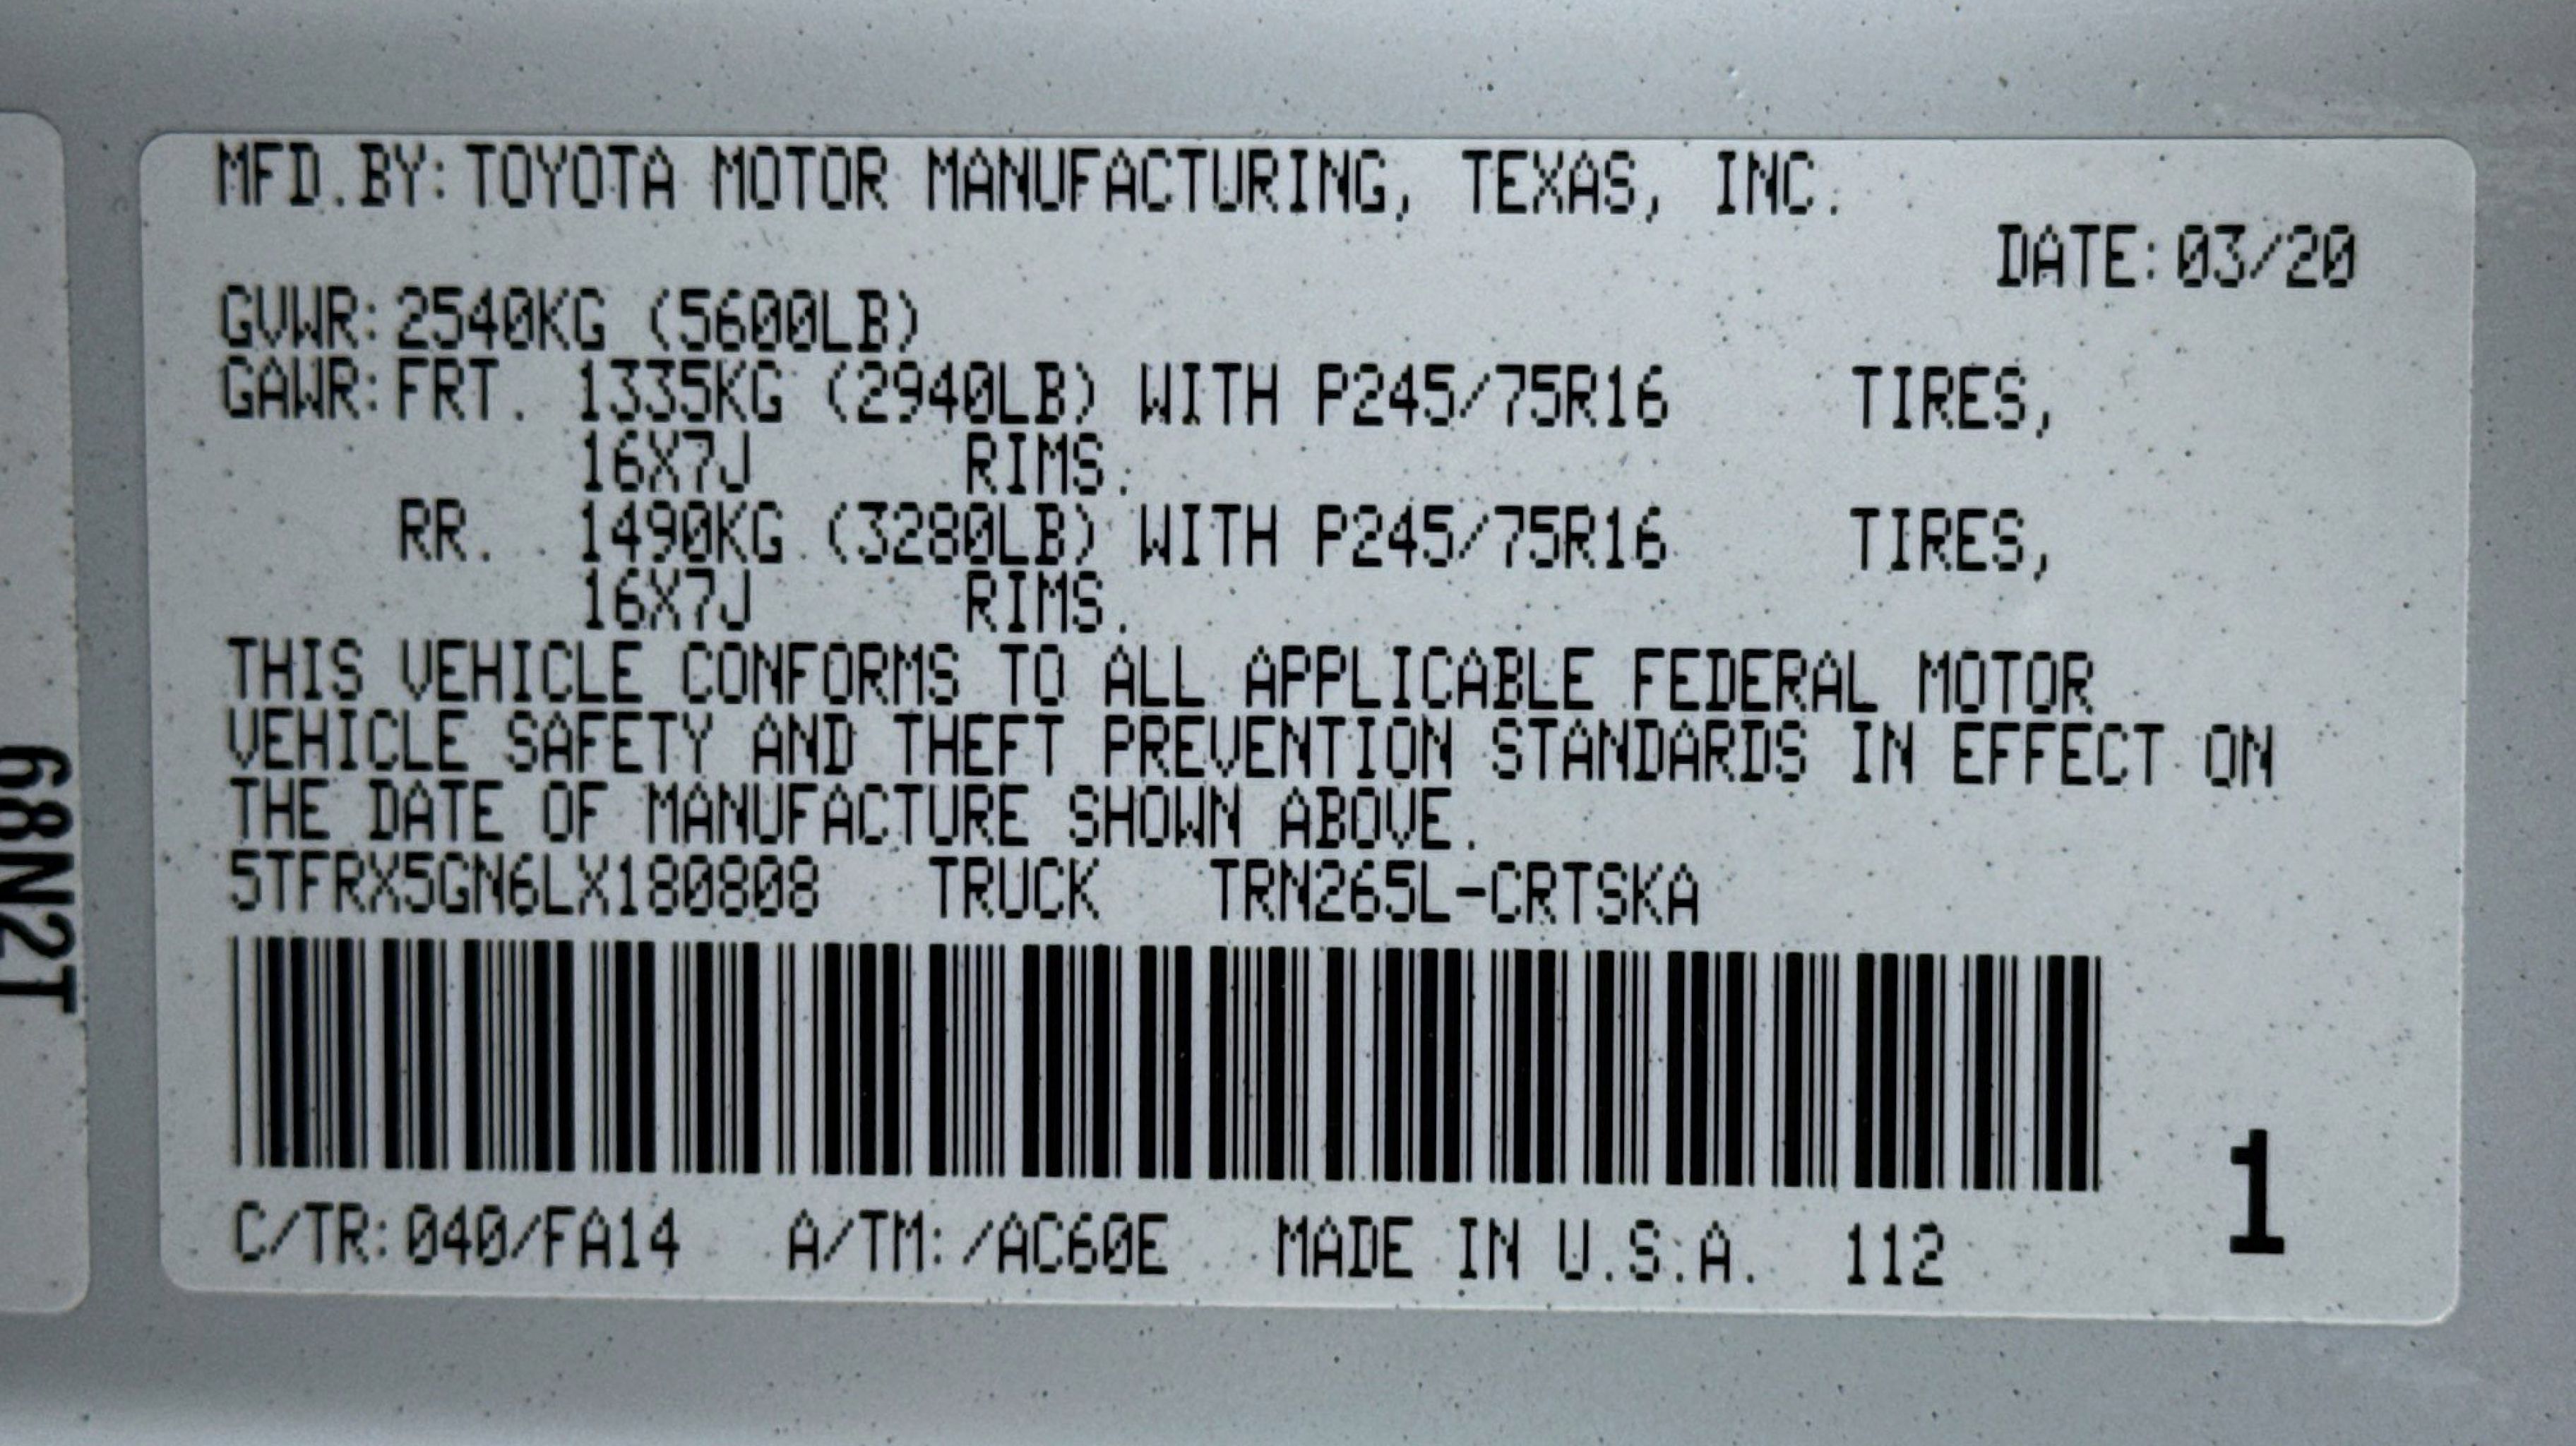 MFD.BY:TOYOTA MOTOR MANUFACTURING, TEXAS, INC.
DATE:03/20
GVWR:2540KG (5600LB)
GAWR:FRT. 1335KG (2940LB) WITH P245/75R16 TIRES,
16X7J RIMS.
RR. 1490KG (3280LB) WITH P245/75R16 TIRES,
16X7J RIMS.
THIS VEHICLE CONFORMS TO ALL APPLICABLE FEDERAL MOTOR
VEHICLE SAFETY AND THEFT PREVENTION STANDARDS IN EFFECT ON
THE DATE OF MANUFACTURE SHOWN ABOVE.
5TFRX5GN6LX180808 TRUCK TRN265L-CRTSKA
C/TR:040/FA14 A/TM:/AC60E MADE IN U.S.A. 112
1
68N2T